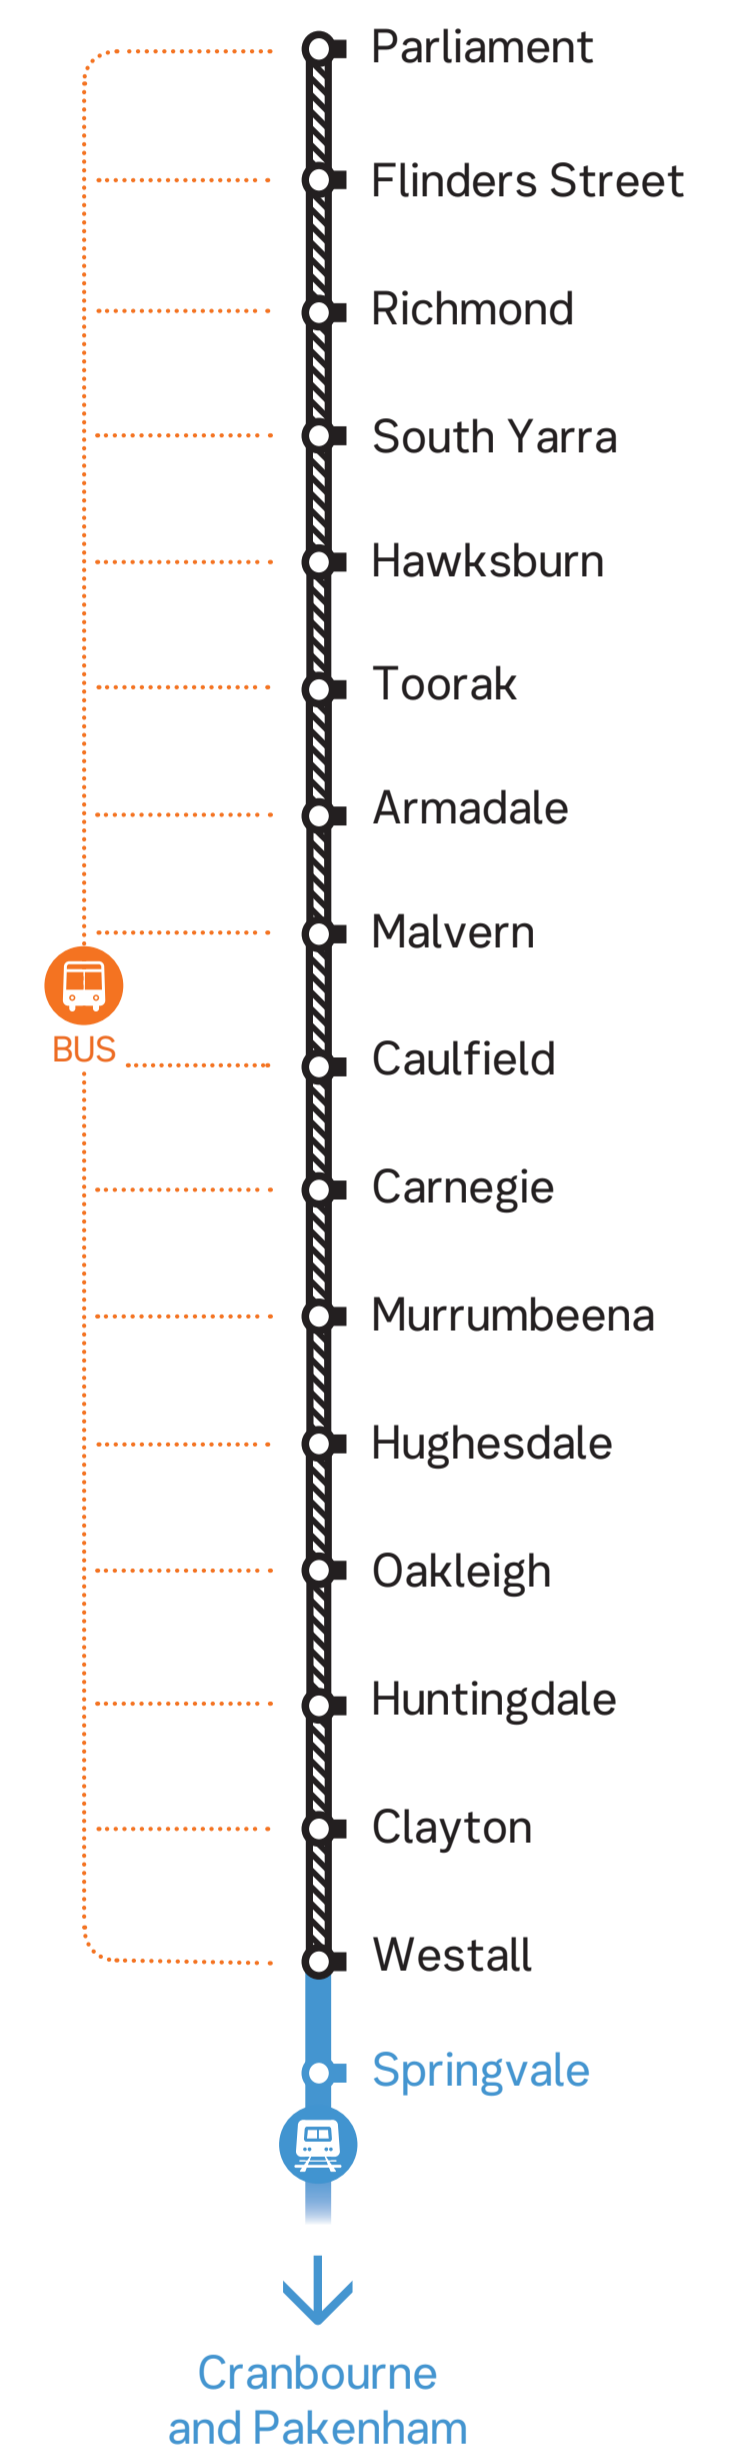 Parliament
Flinders Street
Richmond
South Yarra
Hawksburn
Toorak
Armadale
Malvern
BUS
Caulfield
Carnegie
Murrumbeena
Hughesdale
Oakleigh
Huntingdale
Clayton
Westall
Springvale
Cranbourne
and Pakenham